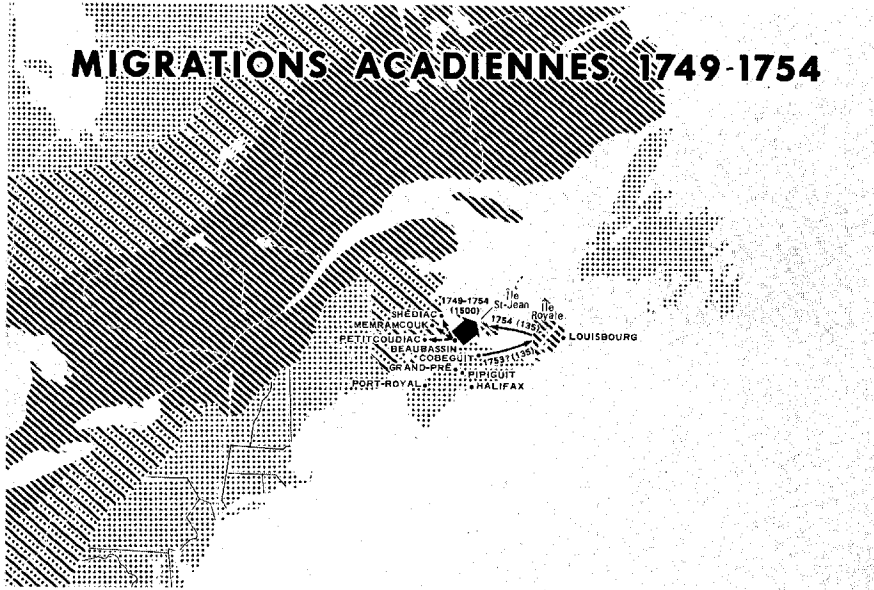 MIGRATIONS ACADIENNES, 1749-1754
1749-1754
(1500)
Île
St-Jean
Île
Royale
SHÉDIAC
MEMRAMCOUK
PETITCOUDIAC
BEAUBASSIN
COBEGUIT
GRAND-PRÉ
PIPIGUIT
PORT-ROYAL
HALIFAX
1754 (135)
(135)
LOUISBOURG